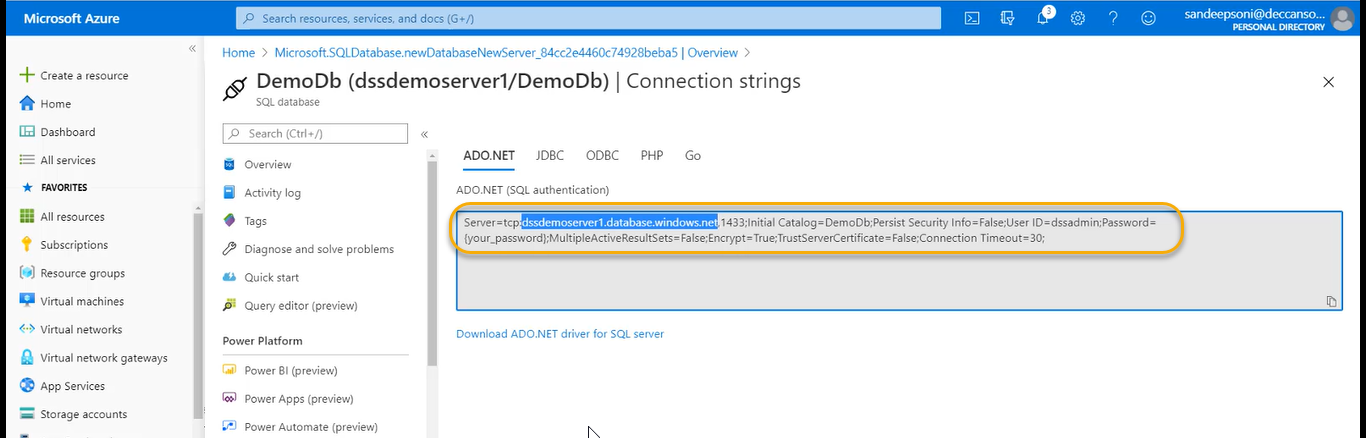 Microsoft Azure
Search resources, services, and docs (G+/)
3
sandeepsoni@deccanso...
PERSONAL DIRECTORY
Create a resource
Home
Dashboard
All services
FAVORITES
All resources
Subscriptions
Resource groups
Virtual machines
Virtual networks
Virtual network gateways
App Services
Storage accounts
Home > Microsoft.SQLDatabase.newDatabaseNewServer_84cc2e4460c74928beba5 | Overview >
DemoDb (dssdemoserver1/DemoDb) | Connection strings
SQL database
Search (Ctrl+/)
Overview
Activity log
Tags
Diagnose and solve problems
Quick start
Query editor (preview)
Power Platform
Power BI (preview)
Power Apps (preview)
Power Automate (preview)
ADO.NET JDBC ODBC PHP Go
ADO.NET (SQL authentication)
Server=tcp:dssdemoserver1.database.windows.net,1433;Initial Catalog=DemoDb;Persist Security Info=False;User ID=dssadmin;Password=
{your_password};MultipleActiveResultSets=False;Encrypt=True;TrustServerCertificate=False;Connection Timeout=30;
Download ADO.NET driver for SQL server